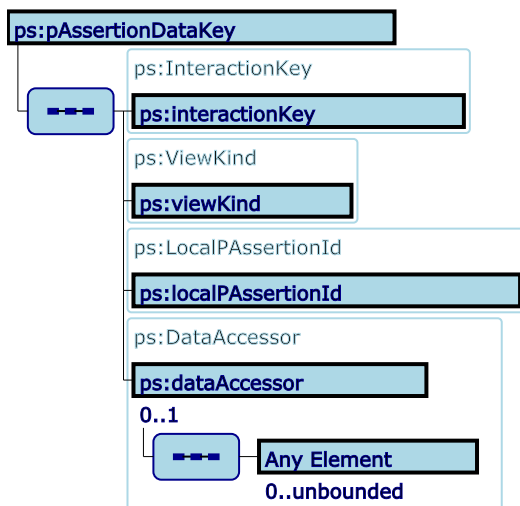 ps:pAssertionDataKey
ps:InteractionKey
ps:interactionKey
ps:ViewKind
ps:viewKind
ps:LocalPAssertionId
ps:localPAssertionId
ps:DataAccessor
ps:dataAccessor
0..1
Any Element
0..unbounded